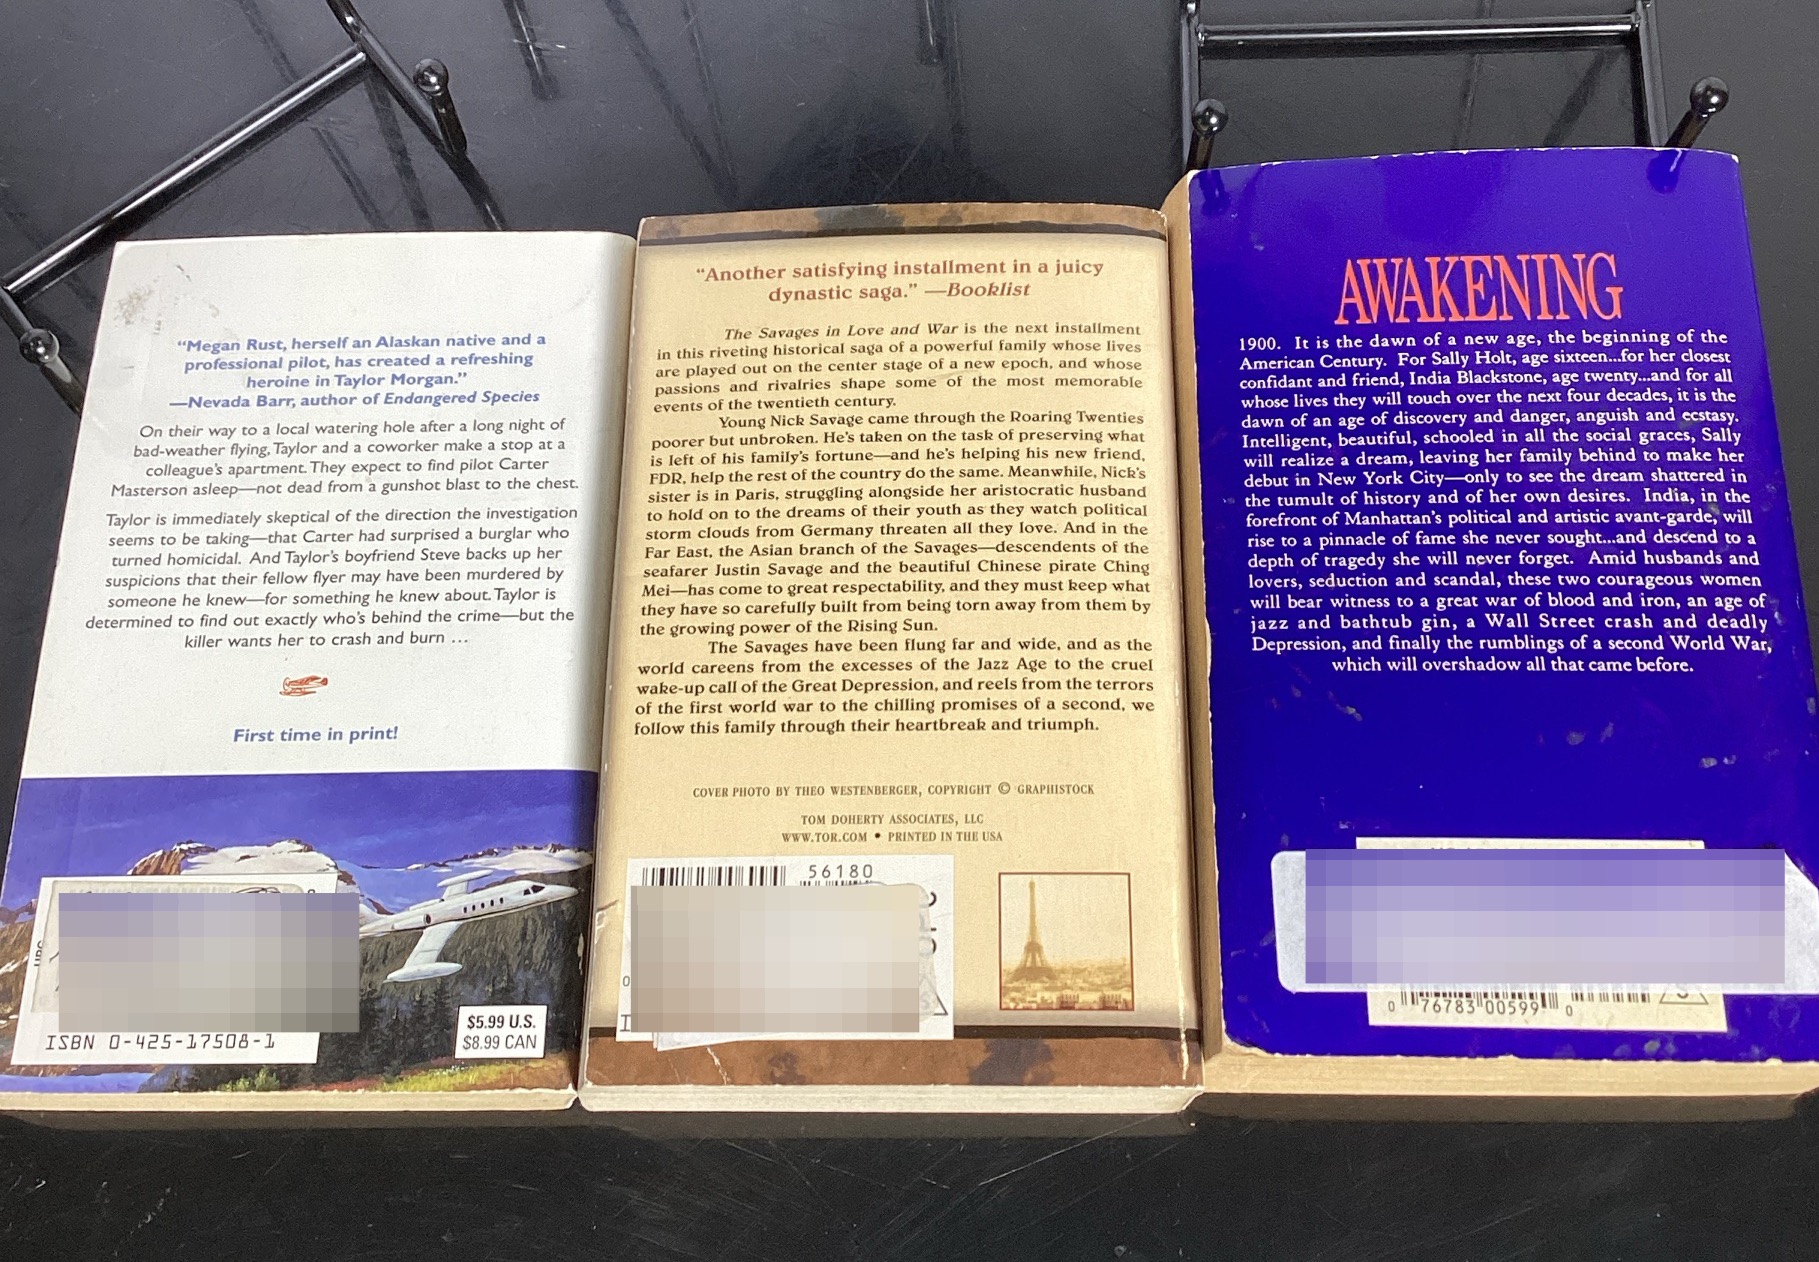 “Megan Rust, herself an Alaskan native and a
professional pilot, has created a refreshing
heroine in Taylor Morgan.”
—Nevada Barr, author of Endangered Species
On their way to a local watering hole after a long night of
bad-weather flying, Taylor and a coworker make a stop at a
colleague’s apartment. They expect to find pilot Carter
Masterson asleep—not dead from a gunshot blast to the chest.
Taylor is immediately skeptical of the direction the investigation
seems to be taking—that Carter had surprised a burglar who
turned homicidal. And Taylor’s boyfriend Steve backs up her
suspicions that their fellow flyer may have been murdered by
someone he knew—for something he knew about. Taylor is
determined to find out exactly who’s behind the crime—but the
killer wants her to crash and burn ...
First time in print!
ISBN 0-425-17508-1
$5.99 U.S.
$8.99 CAN
“Another satisfying installment in a juicy
dynastic saga.” —Booklist
The Savages in Love and War is the next installment
in this riveting historical saga of a powerful family whose lives
are played out on the center stage of a new epoch, and whose
passions and rivalries shape some of the most memorable
events of the twentieth century.
Young Nick Savage came through the Roaring Twenties
poorer but unbroken. He’s taken on the task of preserving what
is left of his family’s fortune—and he’s helping his new friend,
FDR, help the rest of the country do the same. Meanwhile, Nick’s
sister is in Paris, struggling alongside her aristocratic husband
to hold on to the dreams of their youth as they watch political
storm clouds from Germany threaten all they love. And in the
Far East, the Asian branch of the Savages—descendents of the
seafarer Justin Savage and the beautiful Chinese pirate Ching
Mei—has come to great respectability, and they must keep what
they have so carefully built from being torn away from them by
the growing power of the Rising Sun.
The Savages have been flung far and wide, and as the
world careens from the excesses of the Jazz Age to the cruel
wake-up call of the Great Depression, and reels from the terrors
of the first world war to the chilling promises of a second, we
follow this family through their heartbreak and triumph.
COVER PHOTO BY THEO WESTENBERGER, COPYRIGHT © GRAPHISTOCK
TOM DOHERTY ASSOCIATES, LLC
WWW.TOR.COM • PRINTED IN THE USA
56180
0
I
AWAKENING
1900. It is the dawn of a new age, the beginning of the
American Century. For Sally Holt, age sixteen...for her closest
confidant and friend, India Blackstone, age twenty...and for all
whose lives they will touch over the next four decades, it is the
dawn of an age of discovery and danger, anguish and ecstasy.
Intelligent, beautiful, schooled in all the social graces, Sally
will realize a dream, leaving her family behind to make her
debut in New York City—only to see the dream shattered in
the tumult of history and of her own desires. India, in the
forefront of Manhattan’s political and artistic avant-garde, will
rise to a pinnacle of fame she never sought...and descend to a
depth of tragedy she will never forget. Amid husbands and
lovers, seduction and scandal, these two courageous women
will bear witness to a great war of blood and iron, an age of
jazz and bathtub gin, a Wall Street crash and deadly
Depression, and finally the rumblings of a second World War,
which will overshadow all that came before.
0 76783 00599 0